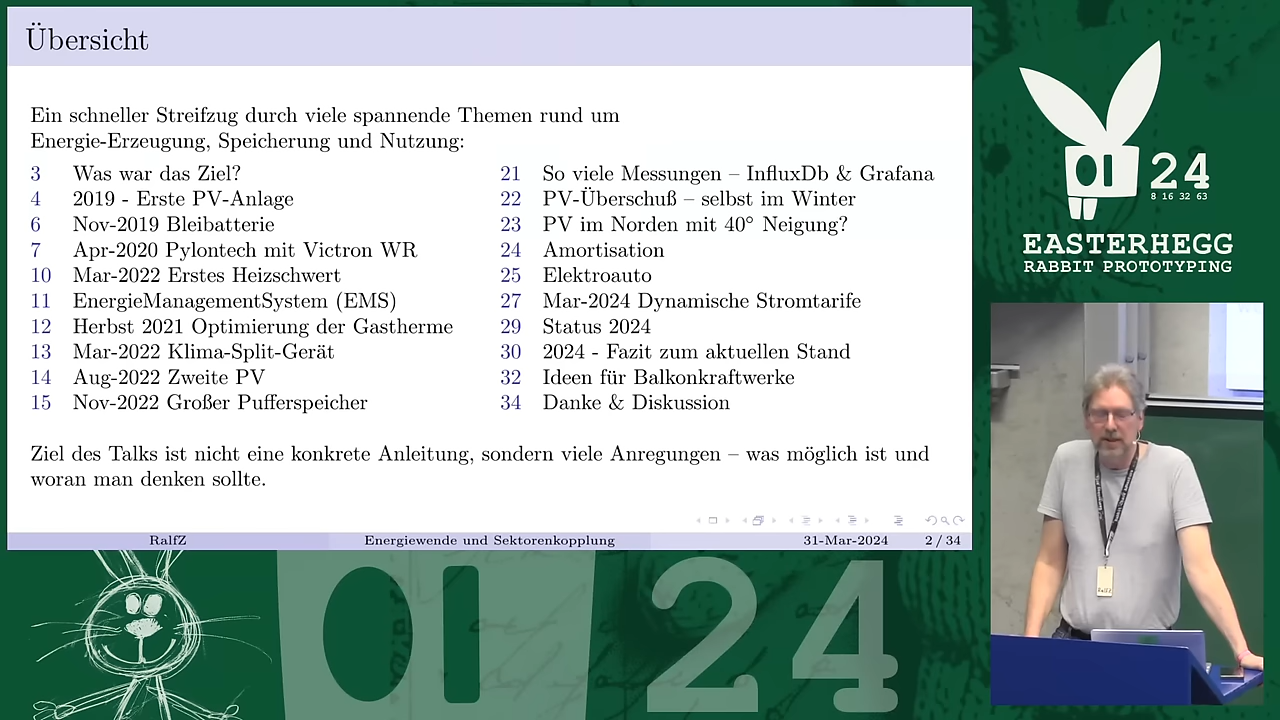 Übersicht
Ein schneller Streifzug durch viele spannende Themen rund um
Energie-Erzeugung, Speicherung und Nutzung:
3 Was war das Ziel?
4 2019 - Erste PV-Anlage
6 Nov-2019 Bleibatterie
7 Apr-2020 Pylontech mit Victron WR
10 Mar-2022 Erstes Heizschwert
11 EnergieManagementSystem (EMS)
12 Herbst 2021 Optimierung der Gastherme
13 Mar-2022 Klima-Split-Gerät
14 Aug-2022 Zweite PV
15 Nov-2022 Großer Pufferspeicher
21 So viele Messungen – InfluxDb & Grafana
22 PV-Überschuß – selbst im Winter
23 PV im Norden mit 40° Neigung?
24 Amortisation
25 Elektroauto
27 Mar-2024 Dynamische Stromtarife
29 Status 2024
30 2024 - Fazit zum aktuellen Stand
32 Ideen für Balkonkraftwerke
34 Danke & Diskussion
Ziel des Talks ist nicht eine konkrete Anleitung, sondern viele Anregungen – was möglich ist und
woran man denken sollte.
RalfZ Energiewende und Sektorenkopplung 31-Mar-2024 2 / 34
24
8 16 32 63
EASTERHEGG
RABBIT PROTOTYPING
24